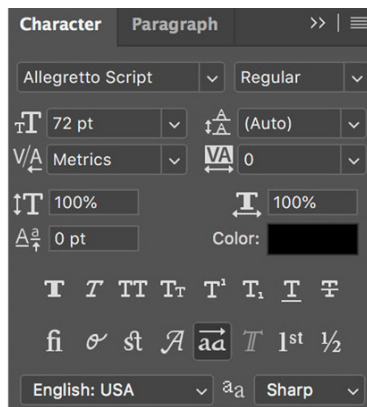 Character Paragraph >>
Allegretto Script Regular
72 pt (Auto)
Metrics 0
100% 100%
0 pt Color:
T T TT Tт T¹ T₁ T T
fi st A aa T 1st ½
English: USA aa Sharp